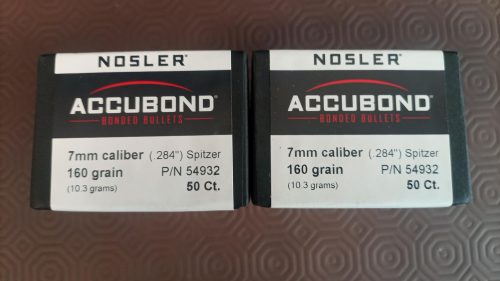 NOSLER®
ACCUBOND®
BONDED BULLETS
7mm caliber (.284") Spitzer
160 grain P/N 54932
(10.3 grams) 50 Ct.
NOSLER®
ACCUBOND®
BONDED BULLETS
7mm caliber (.284") Spitzer
160 grain P/N 54932
(10.3 grams) 50 Ct.